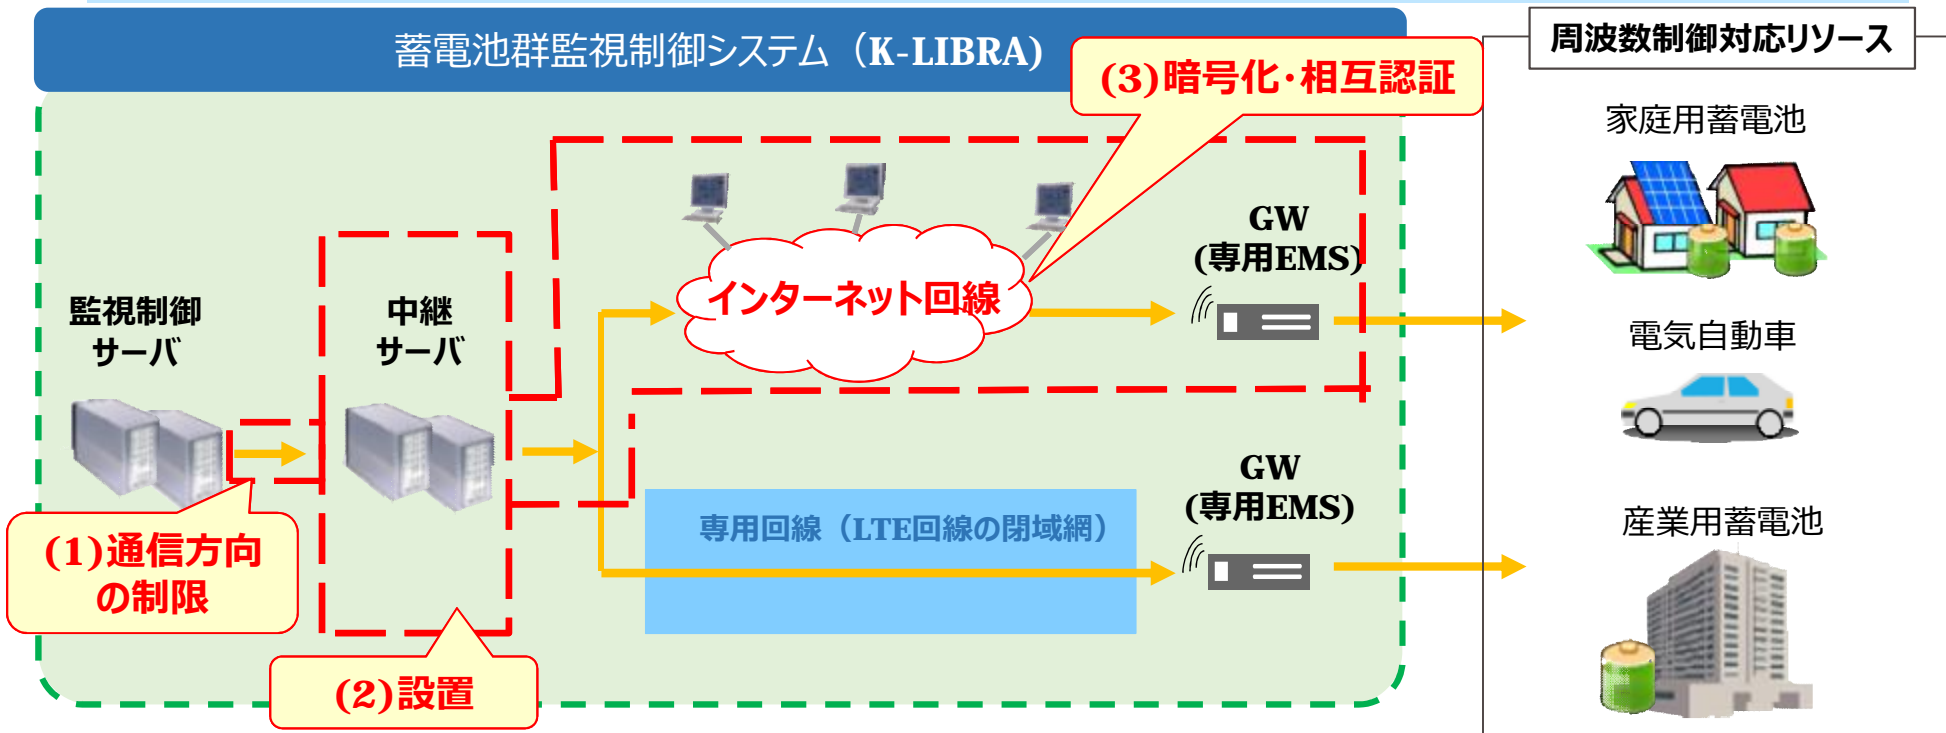 蓄電池群監視制御システム（K-LIBRA)
周波数制御対応リソース
(3)暗号化・相互認証
家庭用蓄電池
GW
(専用EMS)
インターネット回線
監視制御
サーバ
中継
サーバ
電気自動車
GW
(専用EMS)
専用回線（LTE回線の閉域網）
産業用蓄電池
(1)通信方向
の制限
(2)設置